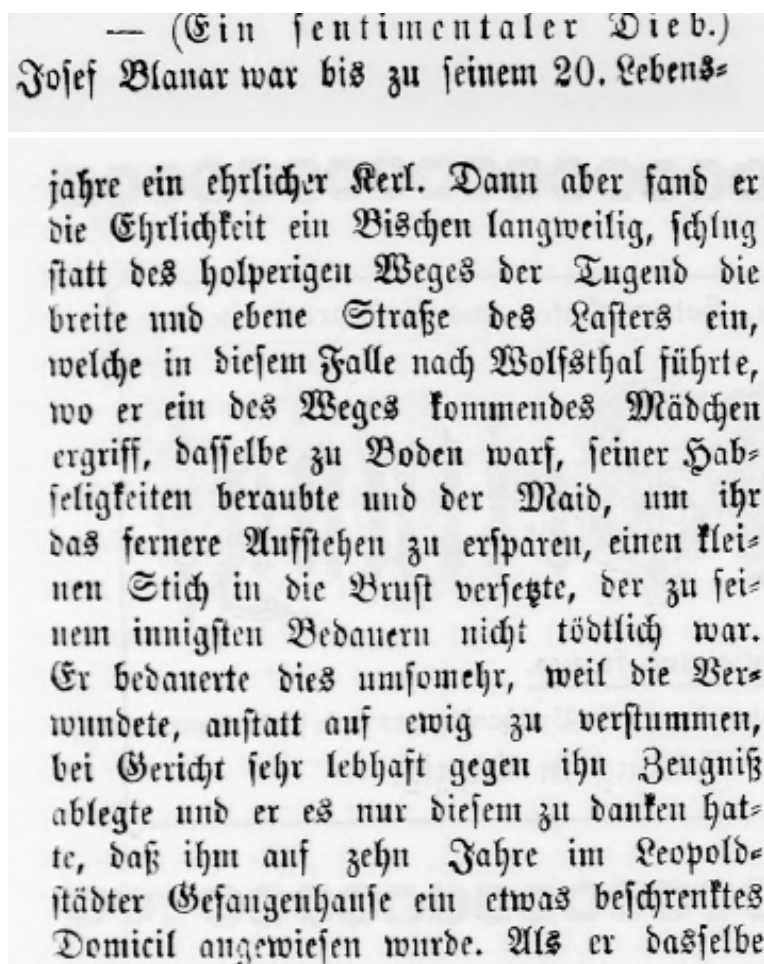 — (Ein sentimentaler Dieb.)
Josef Blanar war bis zu seinem 20. Lebens-
jahre ein ehrlicher Kerl. Dann aber fand er
die Ehrlichkeit ein Bischen langweilig, schlug
statt des holperigen Weges der Tugend die
breite und ebene Straße des Lasters ein,
welche in diesem Falle nach Wolfsthal führte,
wo er ein des Weges kommendes Mädchen
ergriff, dasselbe zu Boden warf, seiner Hab-
seligkeiten beraubte und der Maid, um ihr
das fernere Aufstehen zu ersparen, einen klei-
nen Stich in die Brust versetzte, der zu sei-
nem innigsten Bedauern nicht tödtlich war.
Er bedauerte dies umsomehr, weil die Ver-
wundete, anstatt auf ewig zu verstummen,
bei Gericht sehr lebhaft gegen ihn Zeugniß
ablegte und er es nur diesem zu danken hat-
te, daß ihm auf zehn Jahre im Leopold-
städter Gefangenhause ein etwas beschrenktes
Domicil angewiesen wurde. Als er dasselbe